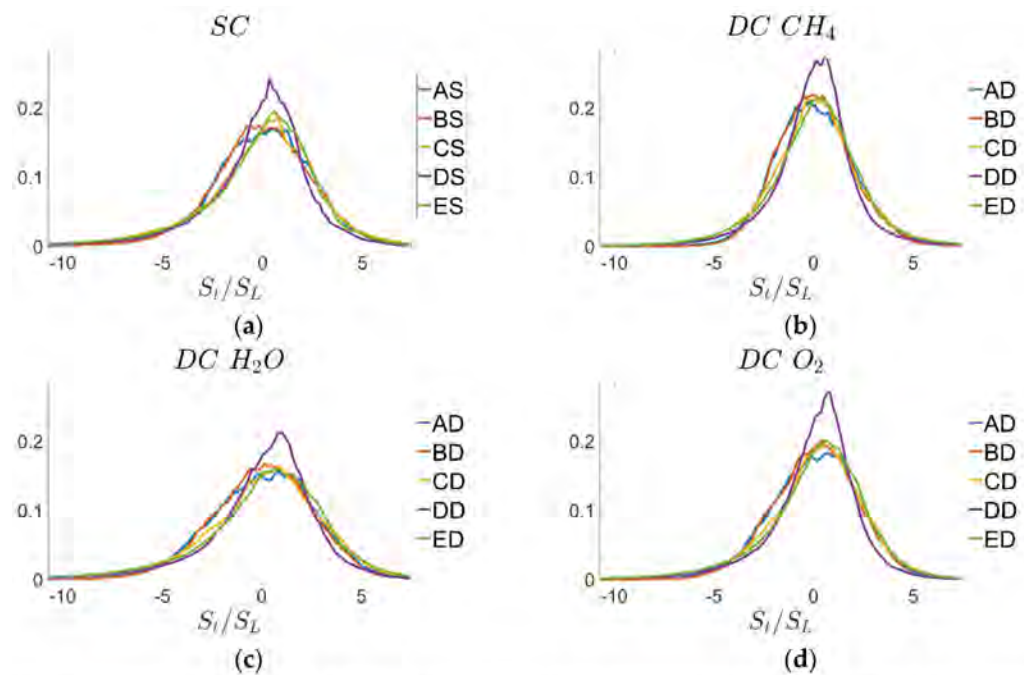 SC
0.2
0.1
0
-10
-5
0
5
S_t/S_L
AS
BS
CS
DS
ES
(a)
DC CH_4
0.2
0.1
0
-10
-5
0
5
S_t/S_L
AD
BD
CD
DD
ED
(b)
DC H_2O
0.2
0.1
0
-10
-5
0
5
S_t/S_L
AD
BD
CD
DD
ED
(c)
DC O_2
0.2
0.1
0
-10
-5
0
5
S_t/S_L
AD
BD
CD
DD
ED
(d)